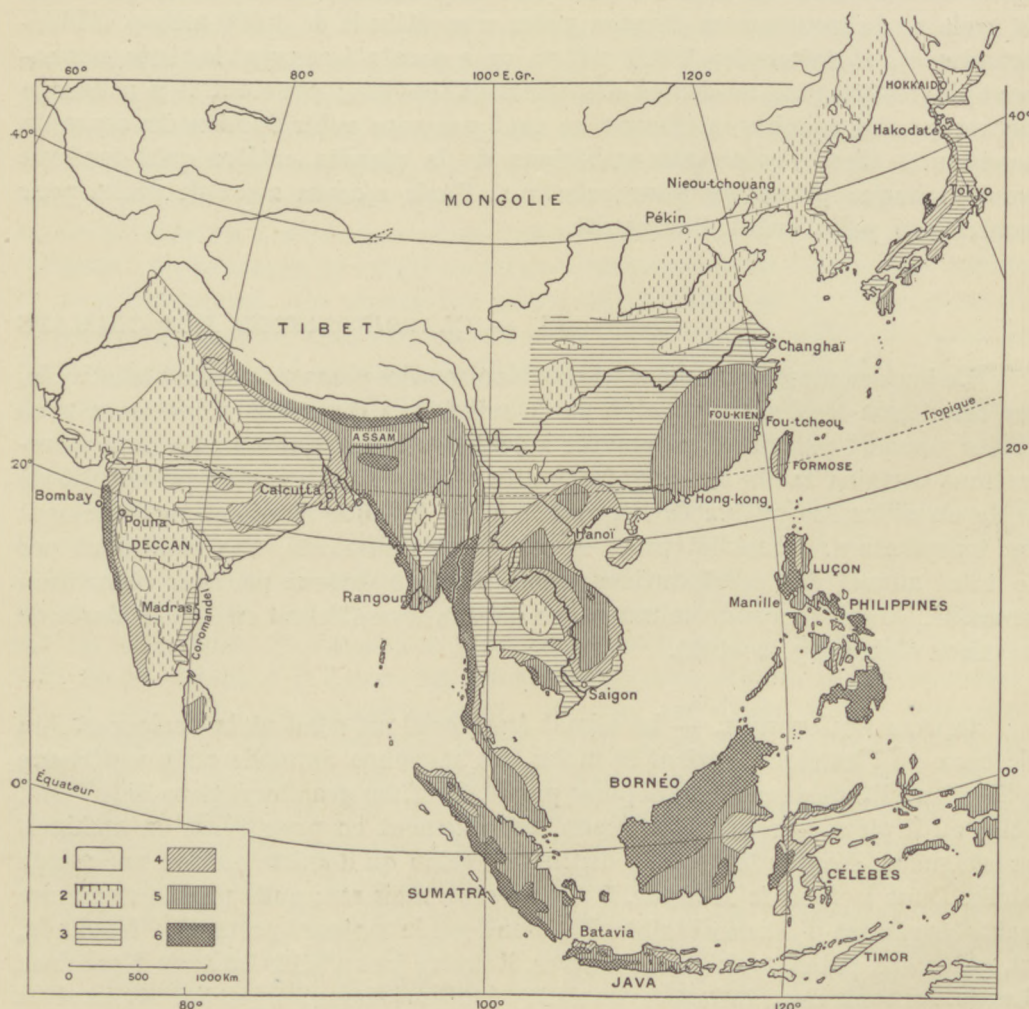 60°
80°
100° E.Gr.
120°
HOKKAIDO
40°
40°
Hakodate
Nieou-tchouang
MONGOLIE
Tokyo
Pékin
TIBET
Changhaï
FOU-KIEN
Tropique
ASSAM
Fou-tcheou
20°
20°
FORMOSE
Calcutta
Bombay
Hong-kong
Pouna
Hanoï
DECCAN
LUÇON
Rangoun
Manille
PHILIPPINES
Madras
Coromandel
Saigon
0°
Équateur
BORNÉO
0°
1
4
2
5
CÉLÈBES
SUMATRA
3
6
Batavia
0
500
1000 Km
TIMOR
JAVA
80°
100°
120°